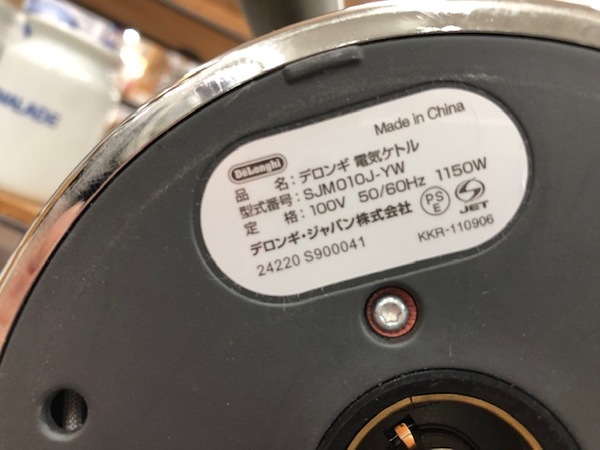 Made in China
DeLonghi
品 名：デロンギ 電気ケトル
型式番号：SJM010J-YW
定 格：100V 50/60Hz 1150W
デロンギ・ジャパン株式会社
PS
E
JET
24220 S900041
KKR-110906